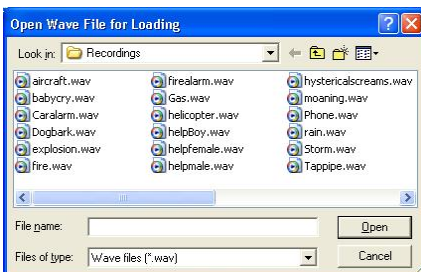 Open Wave File for Loading
Look in: Recordings
aircraft.wav firealarm.wav hystericalscreams.wav
babycry.wav Gas.wav moaning.wav
Caralarm.wav helicopter.wav Phone.wav
Dogbark.wav helpBoy.wav rain.wav
explosion.wav helpfemale.wav Storm.wav
fire.wav helpmale.wav Tappipe.wav
File name: Open
Files of type: Wave files (*.wav) Cancel